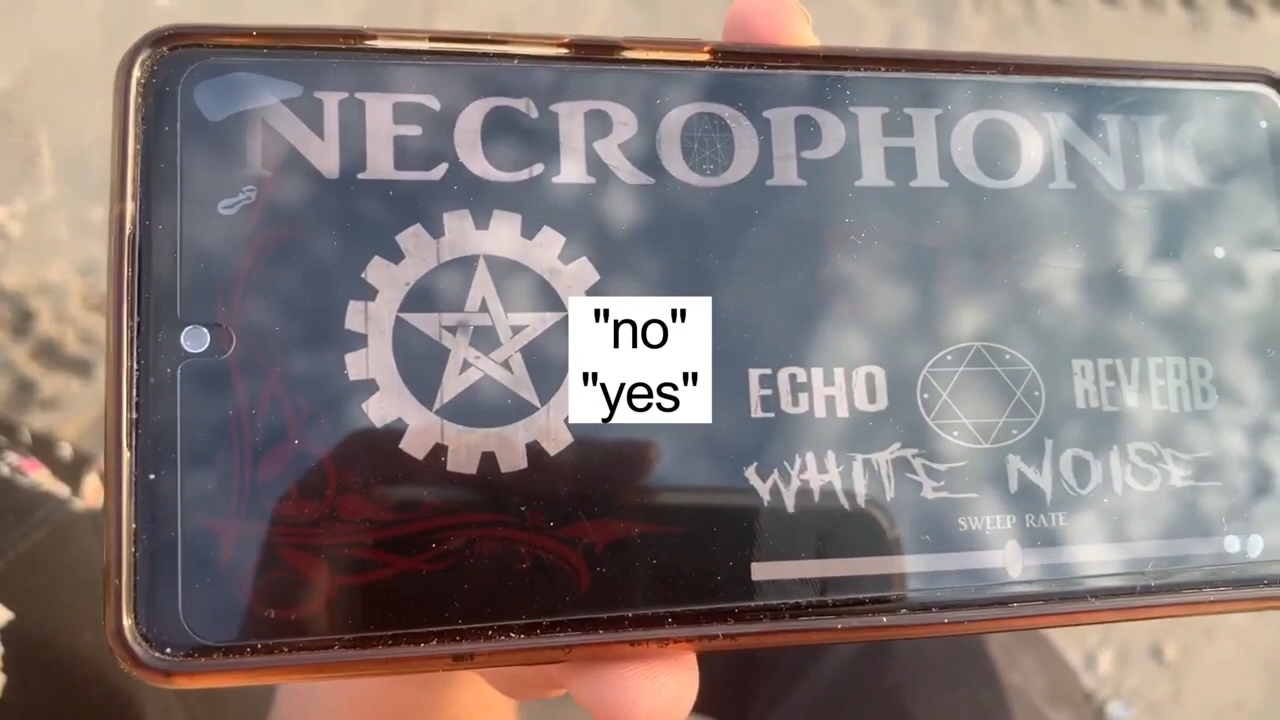 NECROPHONIC
"no"
"yes"
ECHO
REVERB
WHITE NOISE
SWEEP RATE